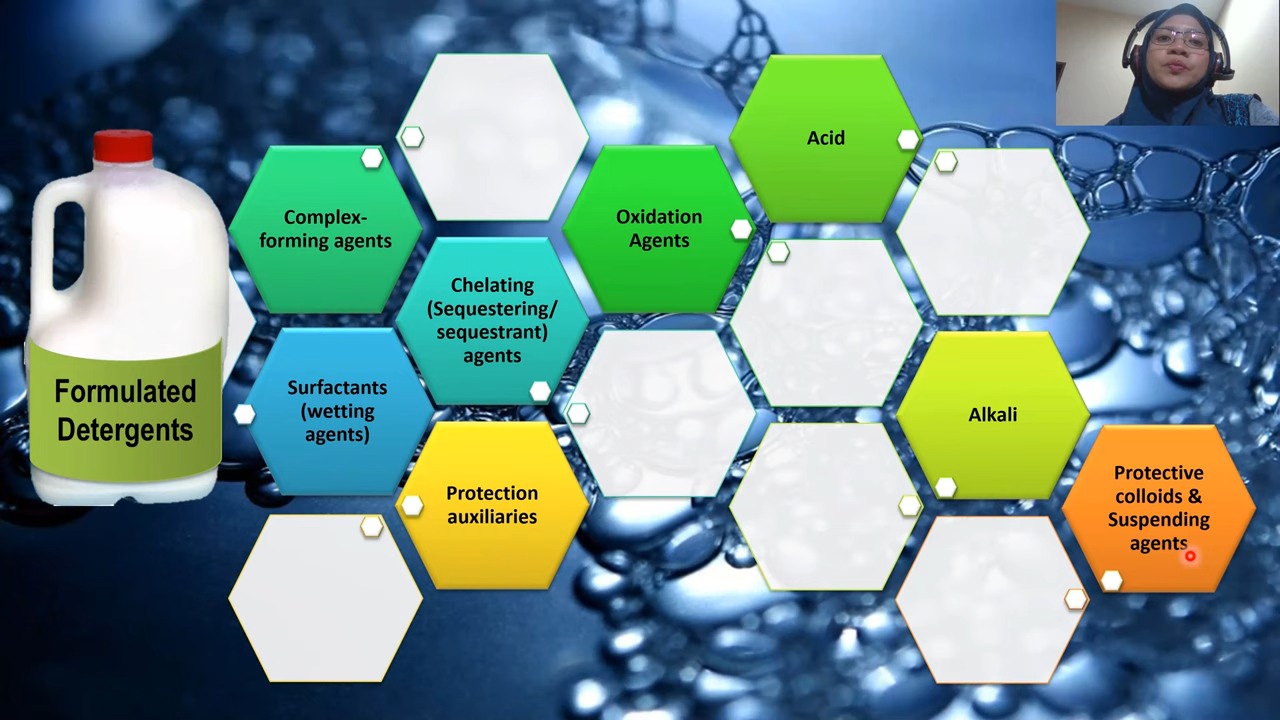 Formulated
Detergents
Complex-
forming agents
Surfactants
(wetting
agents)
Chelating
(Sequestering/
sequestrant)
agents
Protection
auxiliaries
Oxidation
Agents
Acid
Alkali
Protective
colloids &
Suspending
agents